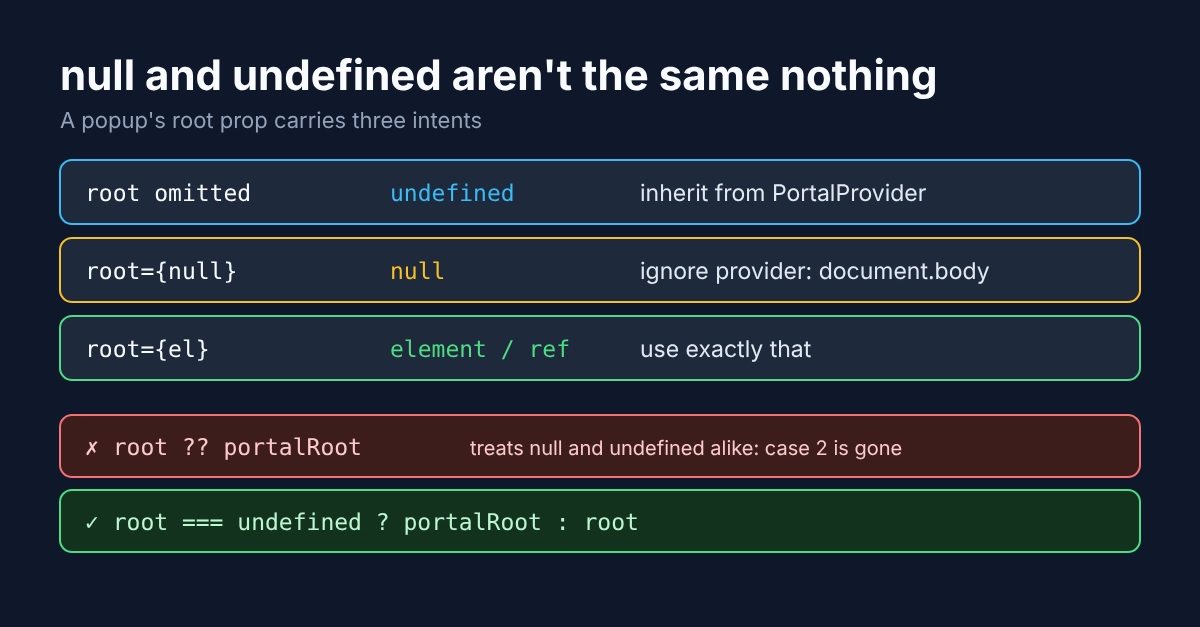 null and undefined aren't the same nothing
A popup's root prop carries three intents
root omitted undefined inherit from PortalProvider
root={null} null ignore provider: document.body
root={el} element / ref use exactly that
✗ root ?? portalRoot treats null and undefined alike: case 2 is gone
✓ root === undefined ? portalRoot : root